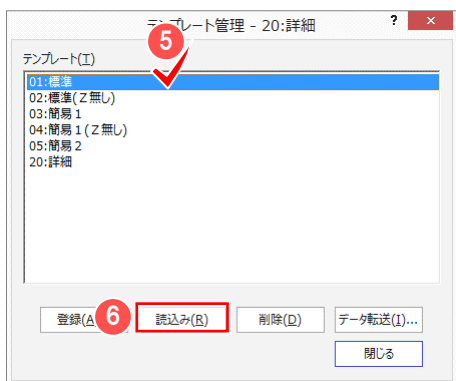 テンプレート管理 - 20:詳細 ? ×
5
テンプレート(T)
01:標準
02:標準(Z無し)
03:簡易1
04:簡易1(Z無し)
05:簡易2
20:詳細
登録(A 6 読込み(R) 削除(D) データ転送(I)...
閉じる